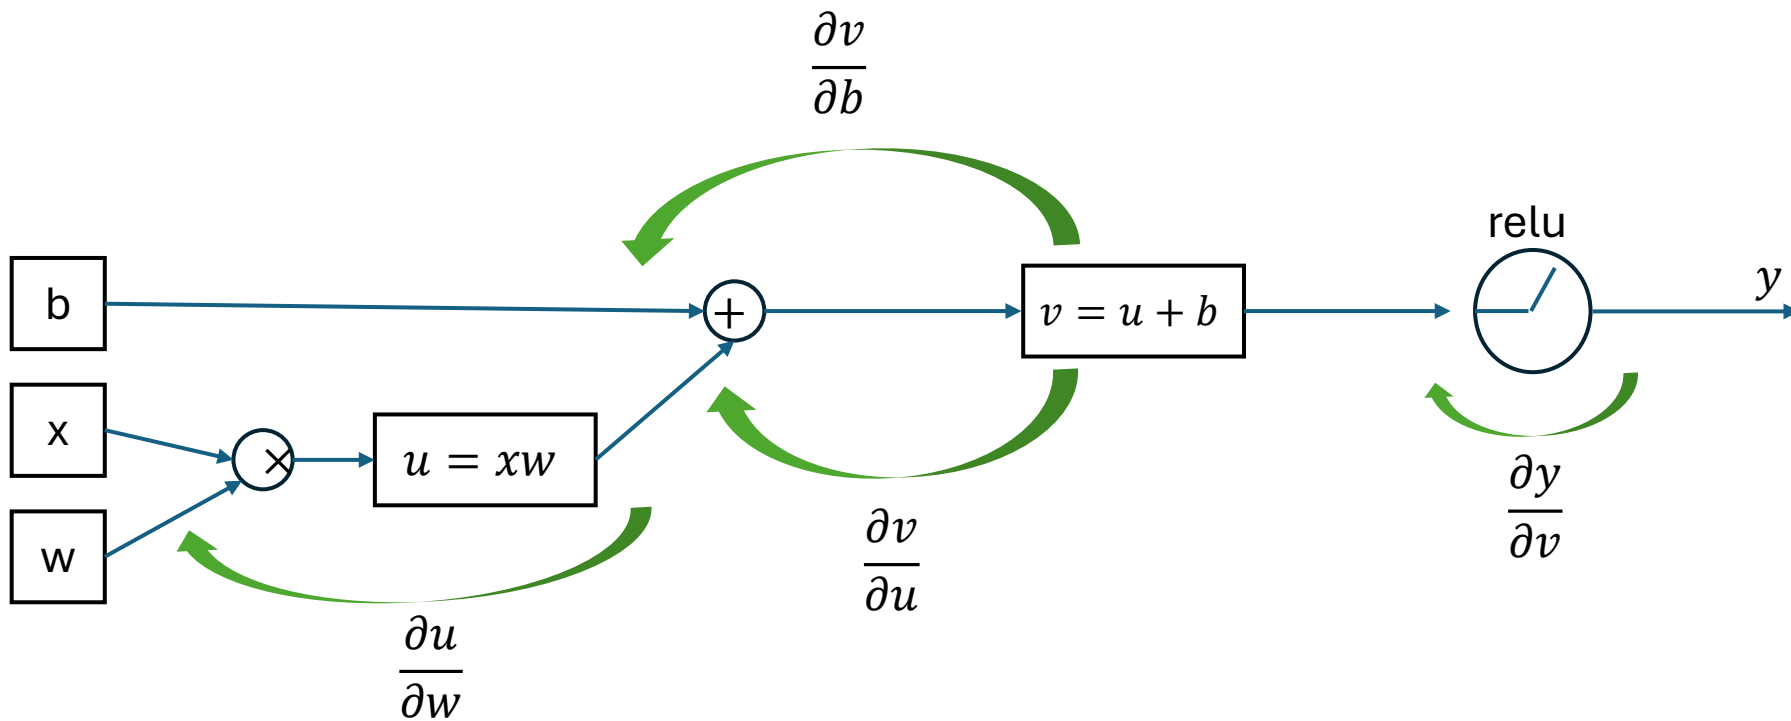 ∂v
∂b
relu
b
+
v = u + b
y
x
×
u = xw
w
∂u
∂w
∂v
∂u
∂y
∂v